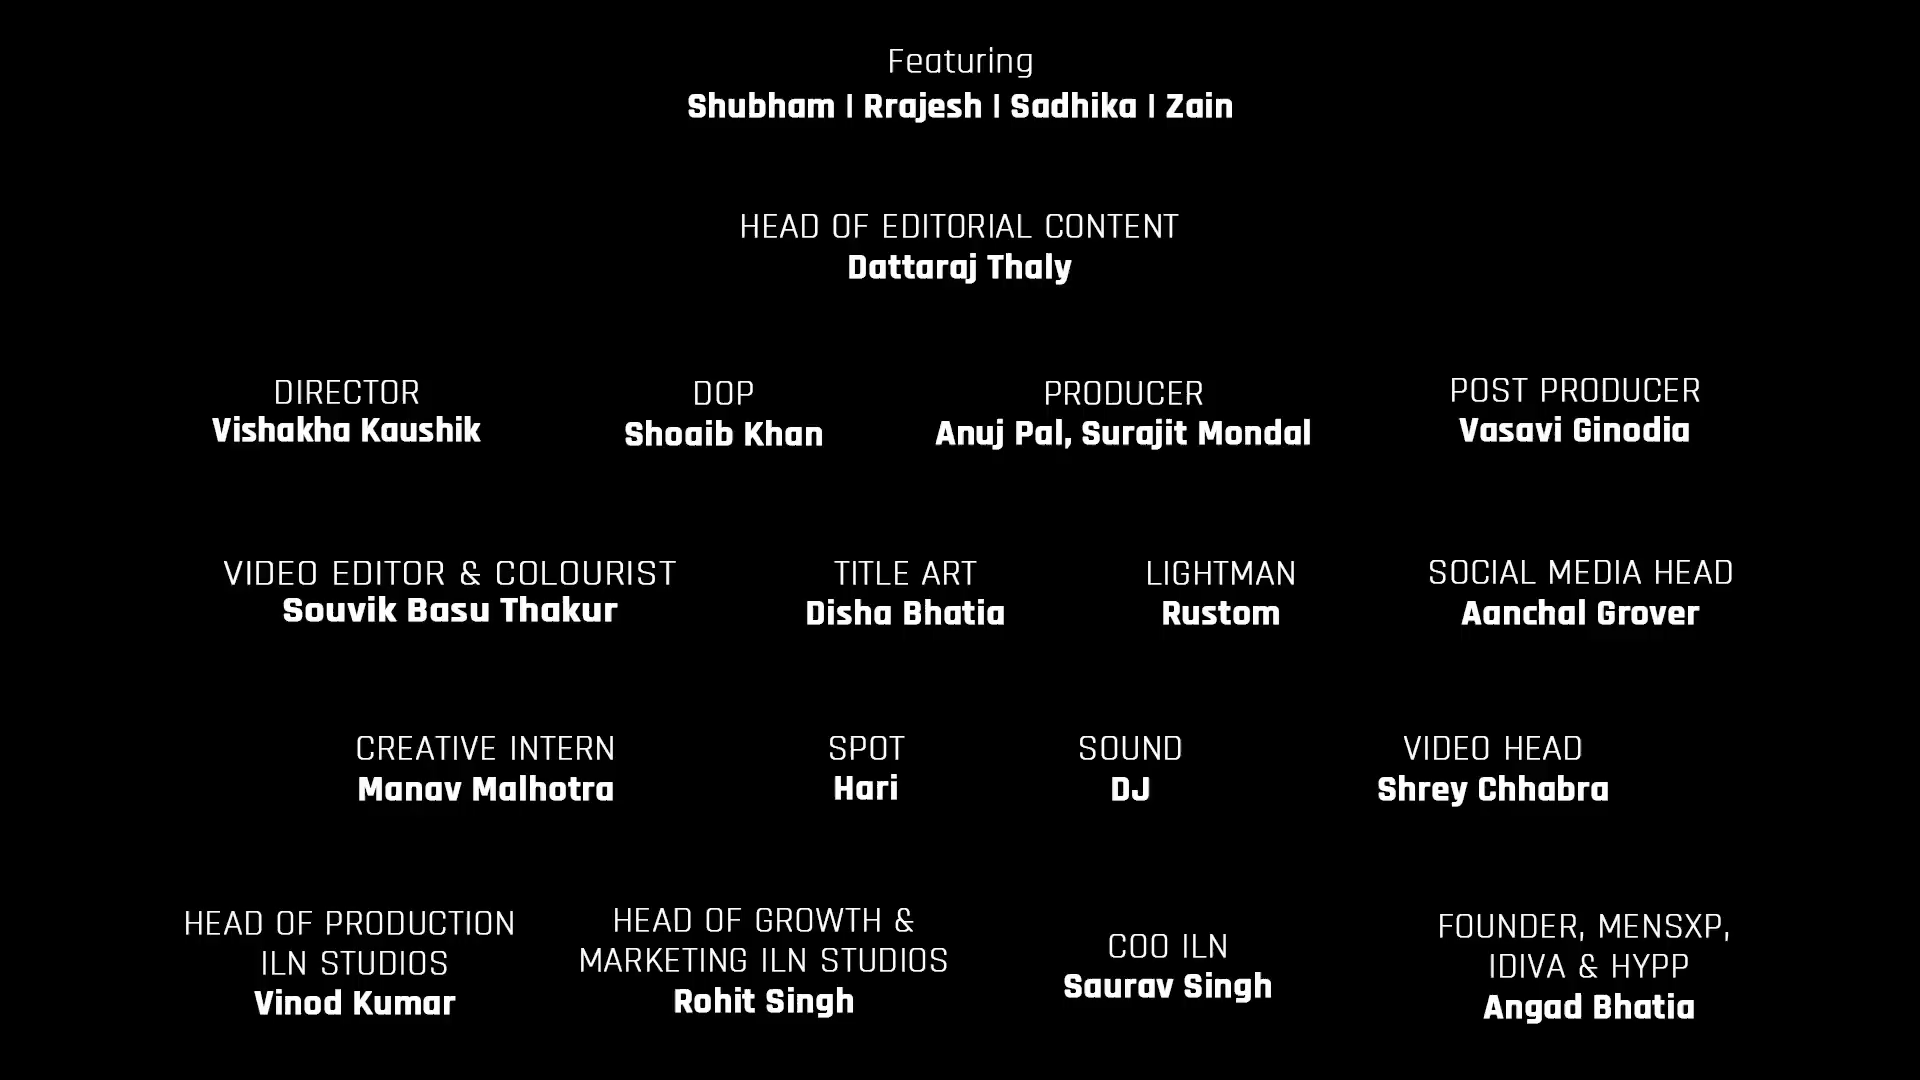 Featuring
Shubham | Rrajesh | Sadhika | Zain
HEAD OF EDITORIAL CONTENT
Dattaraj Thaly
DIRECTOR
Vishakha Kaushik
DOP
Shoaib Khan
PRODUCER
Anuj Pal, Surajit Mondal
POST PRODUCER
Vasavi Ginodia
VIDEO EDITOR & COLOURIST
Souvik Basu Thakur
TITLE ART
Disha Bhatia
LIGHTMAN
Rustom
SOCIAL MEDIA HEAD
Aanchal Grover
CREATIVE INTERN
Manav Malhotra
SPOT
Hari
SOUND
DJ
VIDEO HEAD
Shrey Chhabra
HEAD OF PRODUCTION
ILN STUDIOS
Vinod Kumar
HEAD OF GROWTH &
MARKETING ILN STUDIOS
Rohit Singh
COO ILN
Saurav Singh
FOUNDER, MENSXP,
IDIVA & HYPP
Angad Bhatia